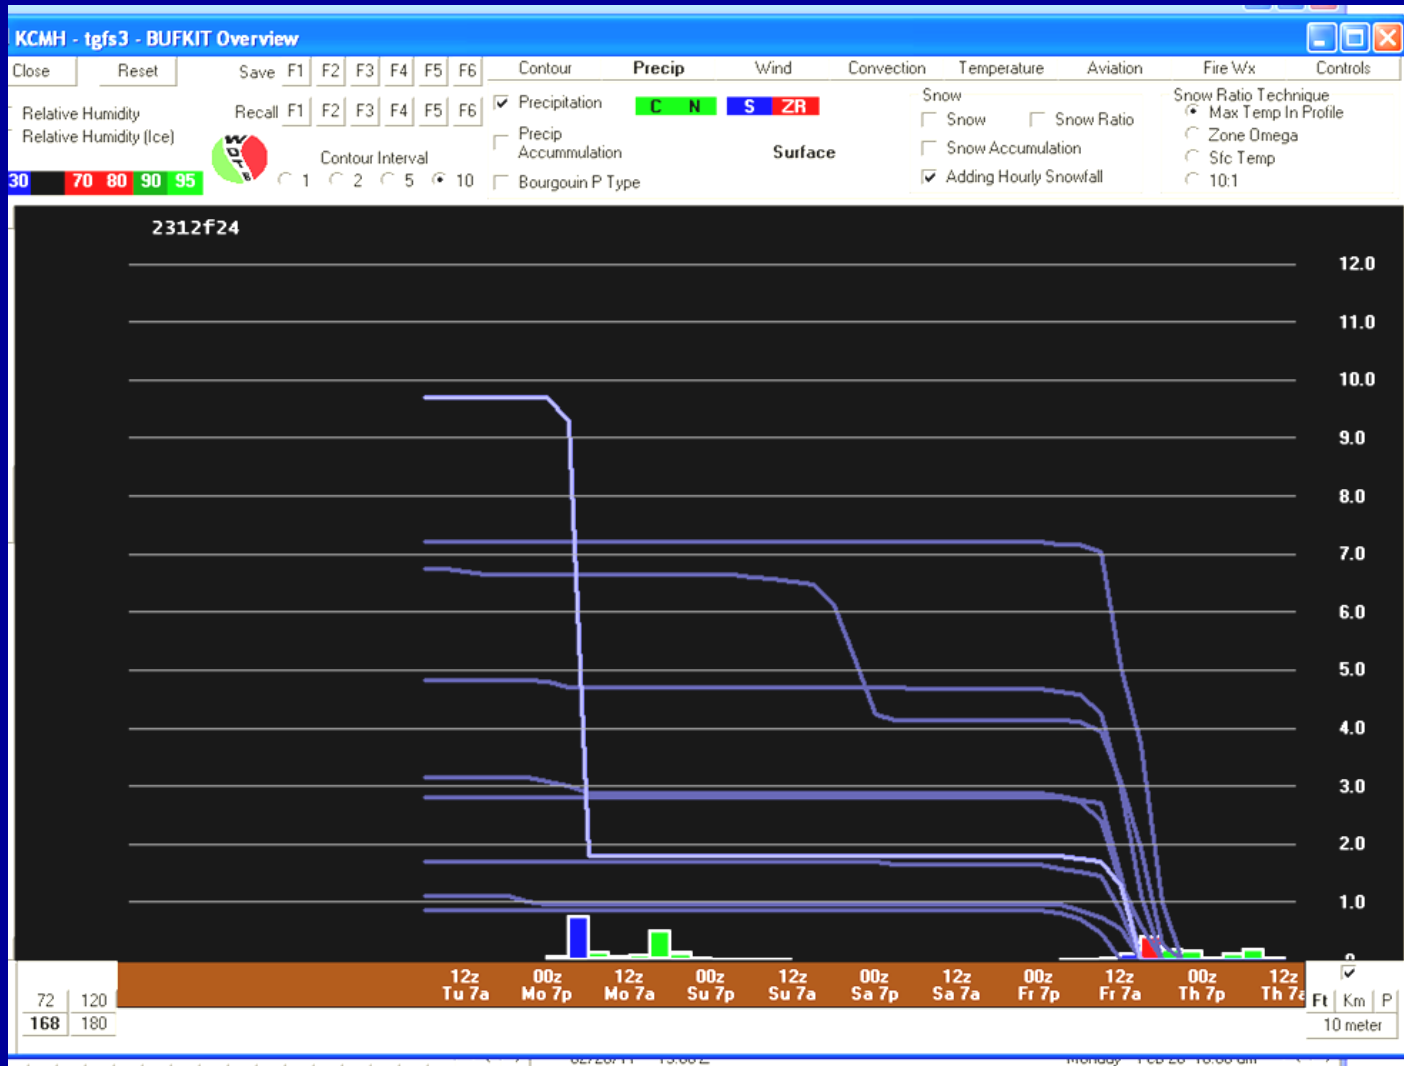 KCMH - tgfs3 - BUFKIT Overview
Close Reset Save F1 F2 F3 F4 F5 F6 Contour Precip Wind Convection Temperature Aviation Fire Wx Controls
Relative Humidity Recall F1 F2 F3 F4 F5 F6 Precipitation C N S ZR Snow Snow Ratio Technique
Relative Humidity (Ice) Snow Snow Ratio Max Temp In Profile
WDTB Contour Interval Precip Accummulation Surface Snow Accumulation Zone Omega
30 70 80 90 95 1 2 5 10 Bourgouin P Type Adding Hourly Snowfall Sfc Temp
10:1
2312f24
12.0
11.0
10.0
9.0
8.0
7.0
6.0
5.0
4.0
3.0
2.0
1.0
12z 00z 12z 00z 12z 00z 12z 00z 12z 00z 12z
Tu 7a Mo 7p Mo 7a Su 7p Su 7a Sa 7p Sa 7a Fr 7p Fr 7a Th 7p Th 7a
72 120 Ft Km P
168 180 10 meter